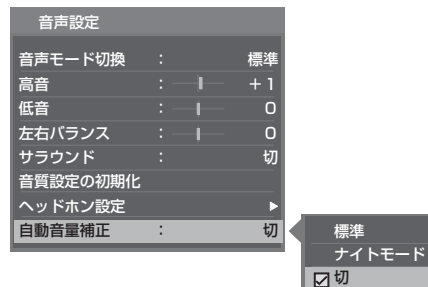 音声設定
音声モード切換 : 標準
高音 : +1
低音 : 0
左右バランス : 0
サラウンド : 切
音質設定の初期化
ヘッドホン設定
自動音量補正 : 切
標準
ナイトモード
切